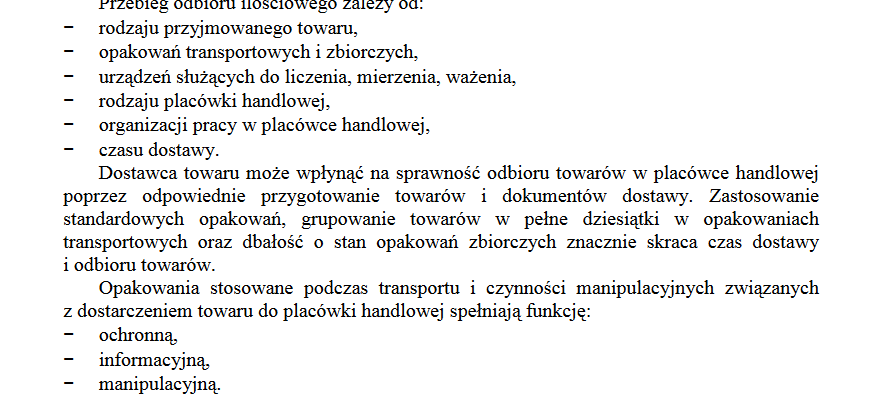 Przebieg odbioru ilościowego zależy od:
− rodzaju przyjmowanego towaru,
− opakowań transportowych i zbiorczych,
− urządzeń służących do liczenia, mierzenia, ważenia,
− rodzaju placówki handlowej,
− organizacji pracy w placówce handlowej,
− czasu dostawy.
Dostawca towaru może wpłynąć na sprawność odbioru towarów w placówce handlowej
poprzez odpowiednie przygotowanie towarów i dokumentów dostawy. Zastosowanie
standardowych opakowań, grupowanie towarów w pełne dziesiątki w opakowaniach
transportowych oraz dbałość o stan opakowań zbiorczych znacznie skraca czas dostawy
i odbioru towarów.
Opakowania stosowane podczas transportu i czynności manipulacyjnych związanych
z dostarczeniem towaru do placówki handlowej spełniają funkcję:
− ochronną,
− informacyjną,
− manipulacyjną.